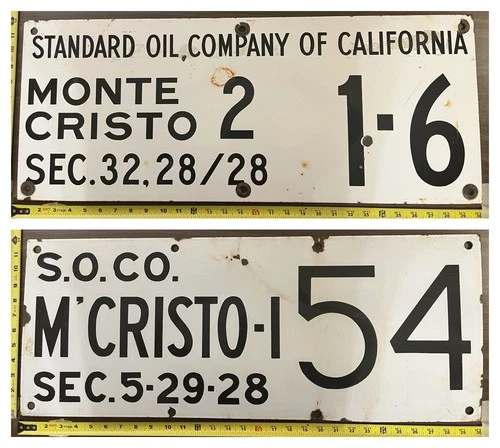 STANDARD OIL COMPANY OF CALIFORNIA
MONTE
CRISTO 2 1-6
SEC. 32, 28/28
S.O.CO.
M'CRISTO-1 54
SEC. 5-29-28